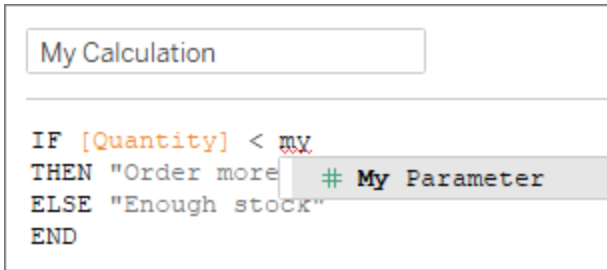 My Calculation
IF [Quantity] < my
THEN "Order more
# My Parameter
ELSE "Enough stock"
END